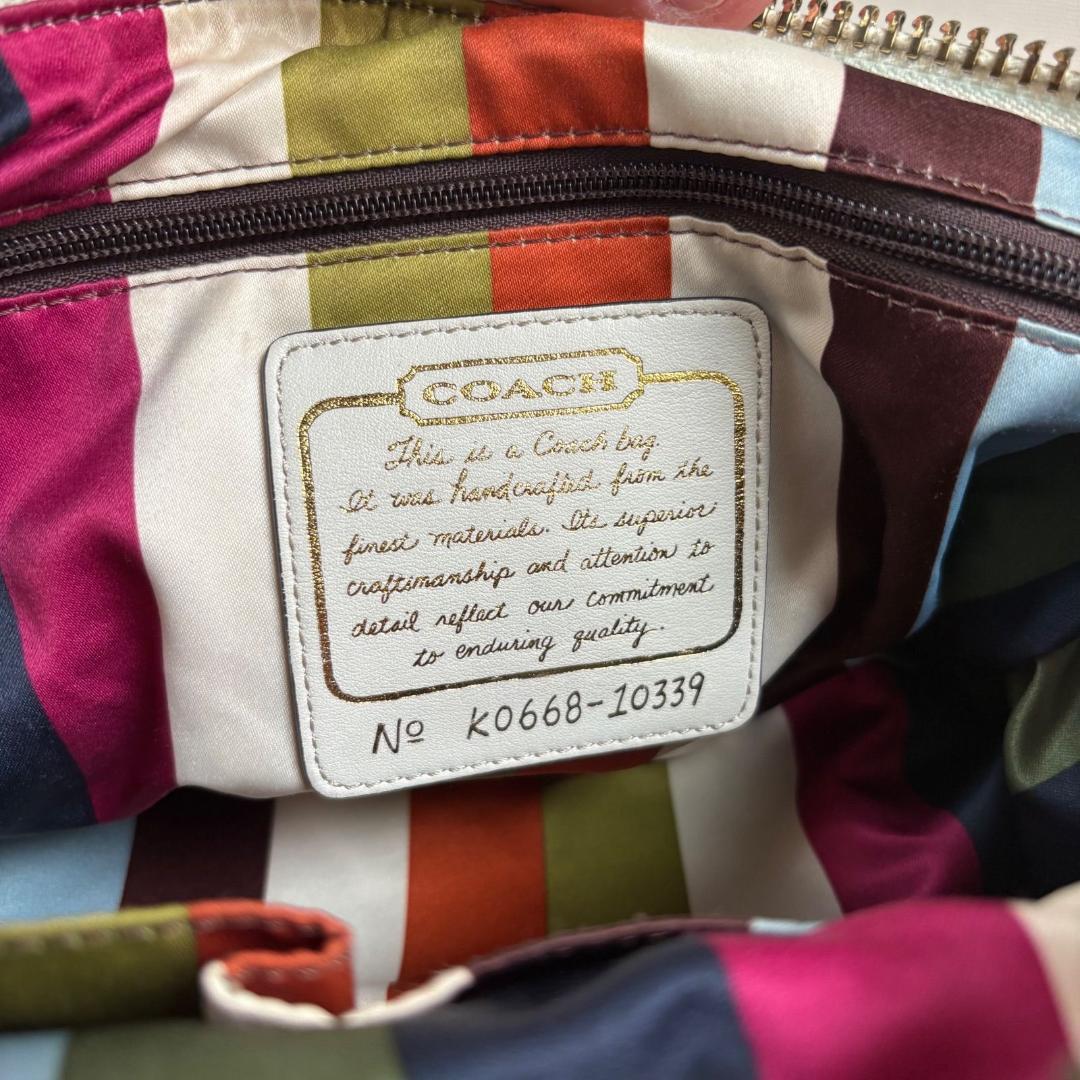 COACH
This is a Coach bag.
It was handcrafted from the
finest materials. Its superior
craftsmanship and attention to
detail reflect our commitment
to enduring quality.
Nº K0668-10339